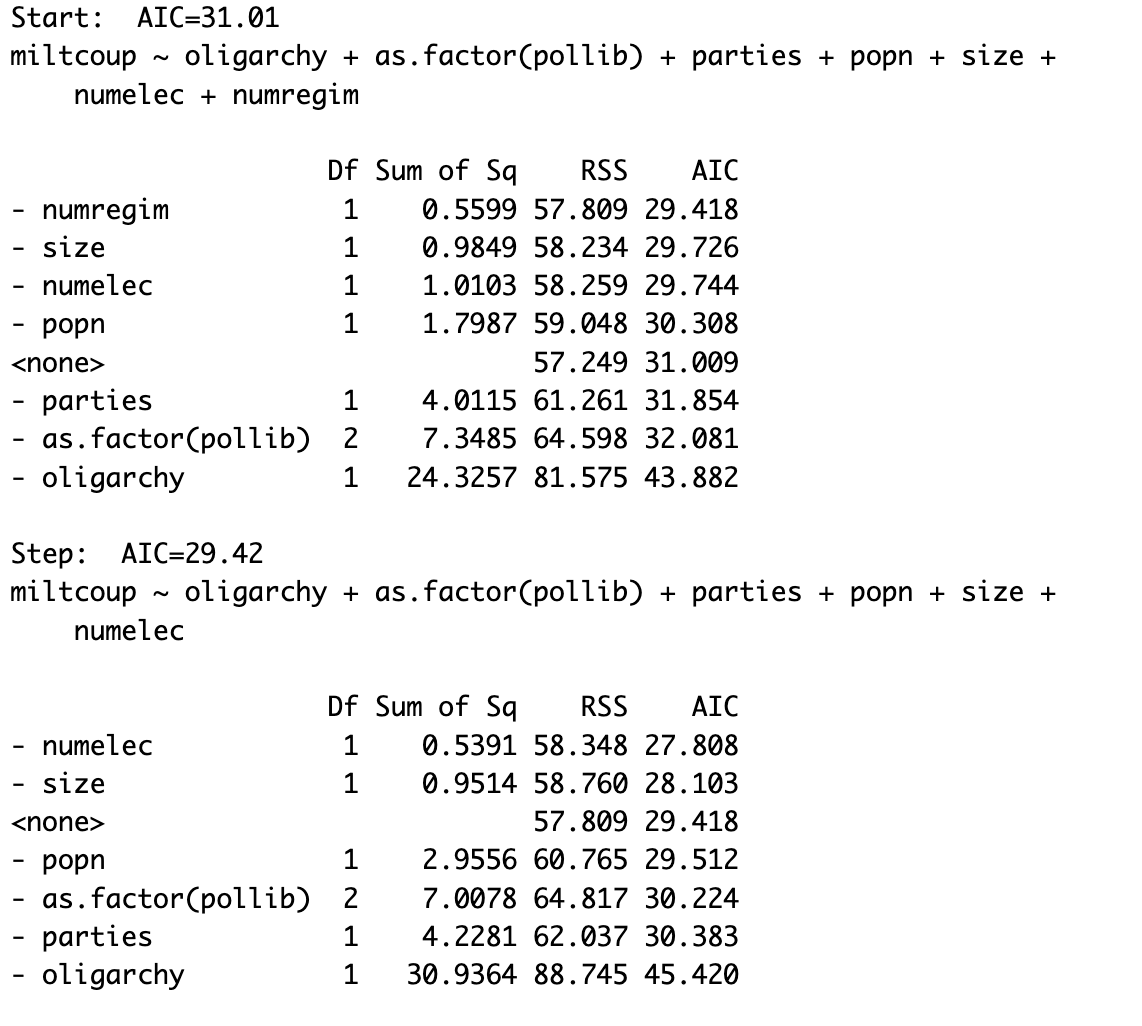 Start:  AIC=31.01
miltcoup ~ oligarchy + as.factor(pollib) + parties + popn + size +
    numelec + numregim

                    Df Sum of Sq    RSS    AIC
- numregim           1    0.5599 57.809 29.418
- size               1    0.9849 58.234 29.726
- numelec            1    1.0103 58.259 29.744
- popn               1    1.7987 59.048 30.308
<none>                           57.249 31.009
- parties            1    4.0115 61.261 31.854
- as.factor(pollib)  2    7.3485 64.598 32.081
- oligarchy          1   24.3257 81.575 43.882

Step:  AIC=29.42
miltcoup ~ oligarchy + as.factor(pollib) + parties + popn + size +
    numelec

                    Df Sum of Sq    RSS    AIC
- numelec            1    0.5391 58.348 27.808
- size               1    0.9514 58.760 28.103
<none>                           57.809 29.418
- popn               1    2.9556 60.765 29.512
- as.factor(pollib)  2    7.0078 64.817 30.224
- parties            1    4.2281 62.037 30.383
- oligarchy          1   30.9364 88.745 45.420